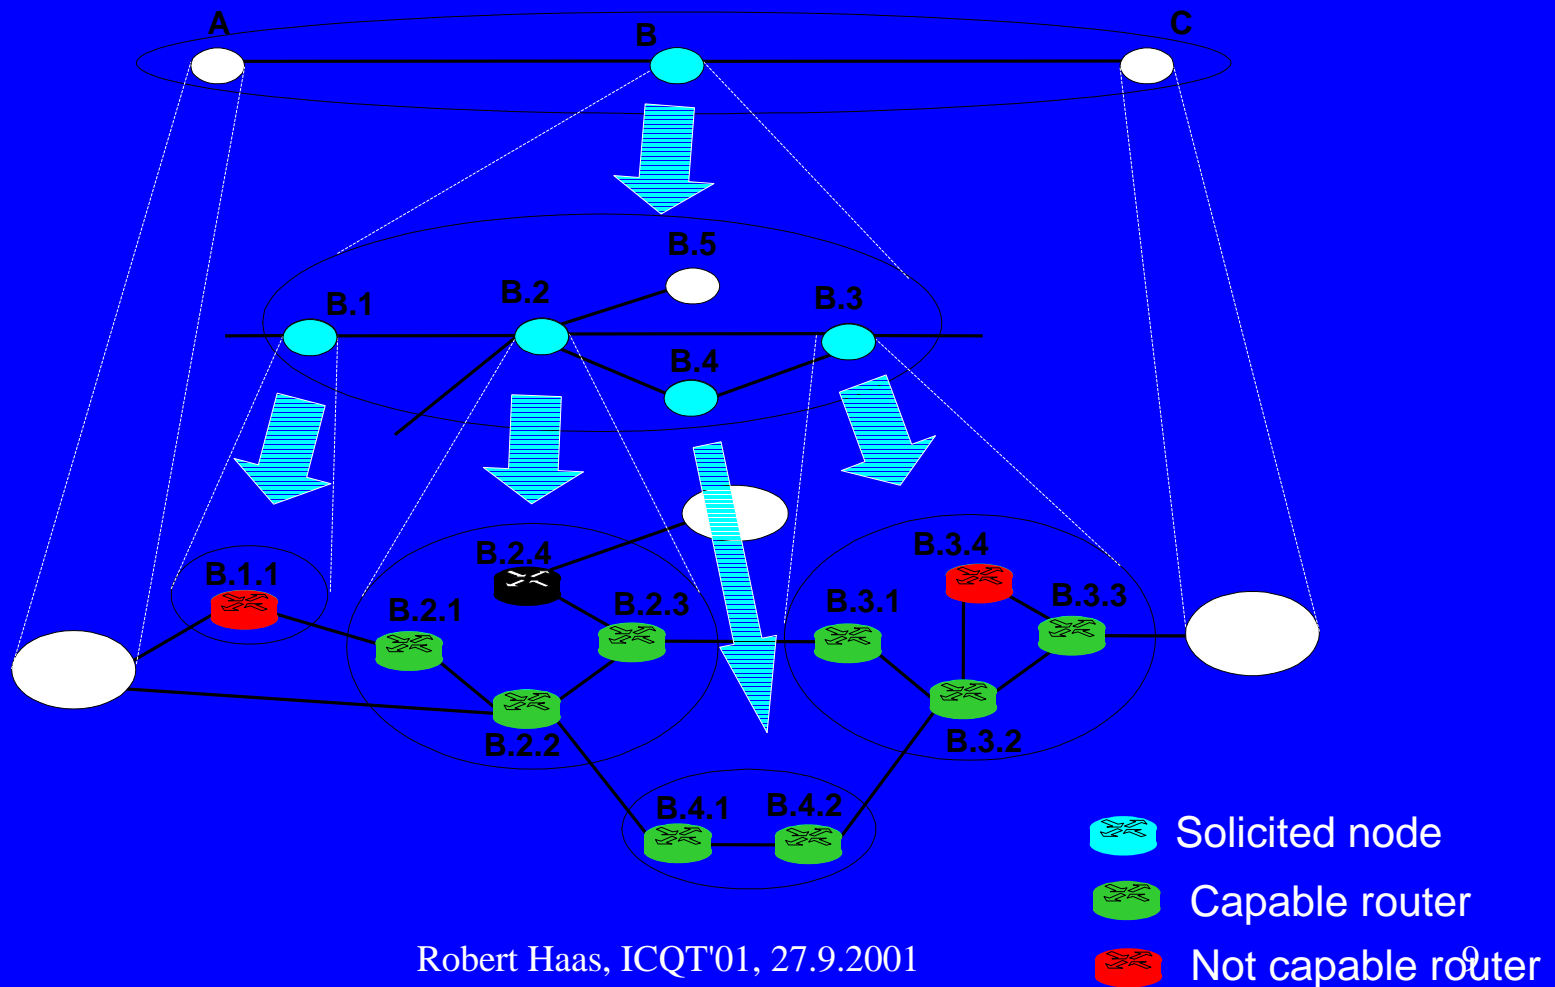 A
B
C
B.5
B.1
B.2
B.3
B.4
B.2.4
B.3.4
B.1.1
B.2.1
B.2.3
B.3.1
B.3.3
B.2.2
B.3.2
B.4.1
B.4.2
Solicited node
Capable router
Not capable router
Robert Haas, ICQT'01, 27.9.2001
9